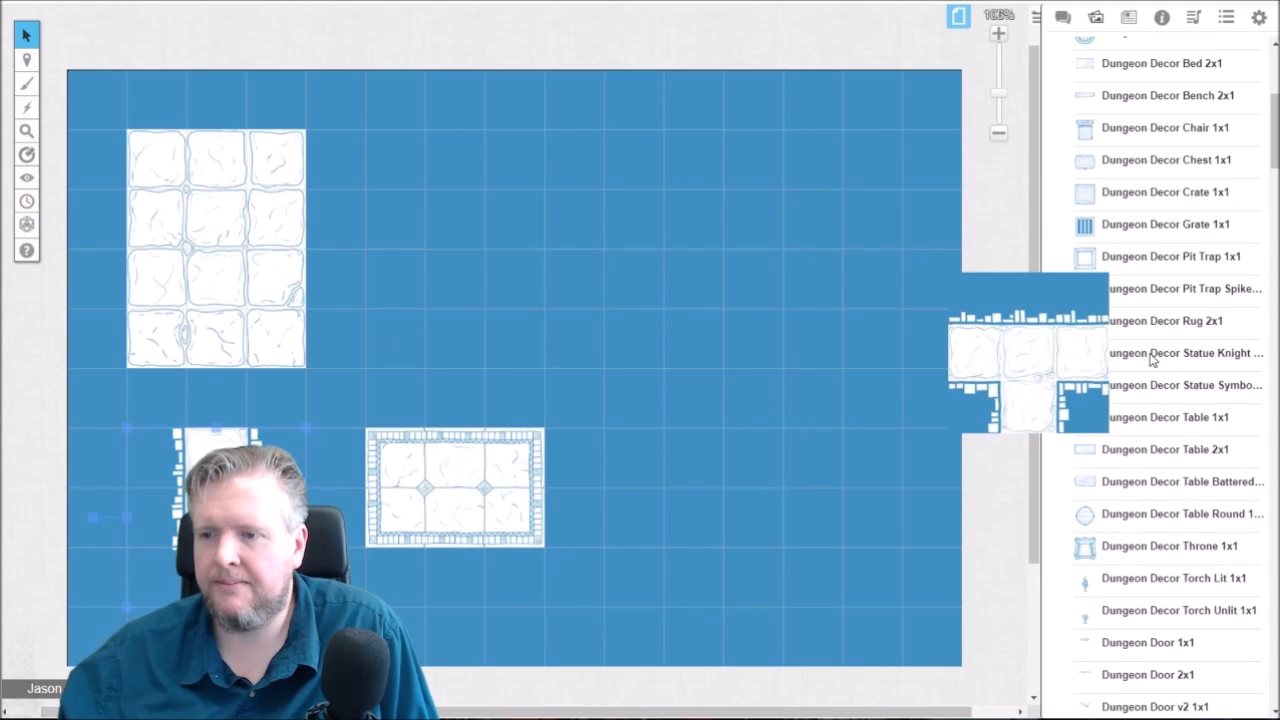 100%
Dungeon Decor Bed 2x1
Dungeon Decor Bench 2x1
Dungeon Decor Chair 1x1
Dungeon Decor Chest 1x1
Dungeon Decor Crate 1x1
Dungeon Decor Grate 1x1
Dungeon Decor Pit Trap 1x1
ungeon Decor Pit Trap Spike...
ungeon Decor Rug 2x1
ungeon Decor Statue Knight ...
ungeon Decor Statue Symbo...
ungeon Decor Table 1x1
Dungeon Decor Table 2x1
Dungeon Decor Table Battered...
Dungeon Decor Table Round 1...
Dungeon Decor Throne 1x1
Dungeon Decor Torch Lit 1x1
Dungeon Decor Torch Unlit 1x1
Dungeon Door 1x1
Dungeon Door 2x1
Dungeon Door v2 1x1
Jason